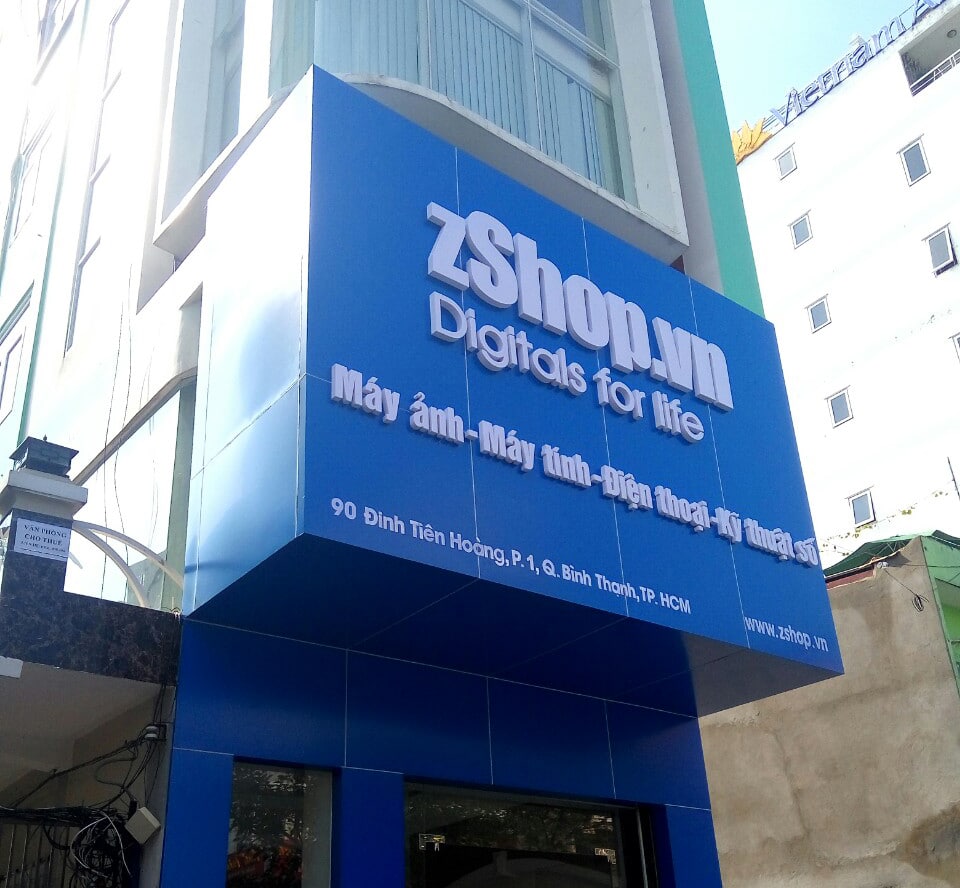 zShop.vn
Digitals for life
Máy ảnh-Máy tính-Điện thoại-Kỹ thuật số
90 Đinh Tiên Hoàng, P. 1, Q. Bình Thạnh, TP. HCM
www.zshop.vn
Vietnam A
VĂN PHÒNG
CHO THUÊ